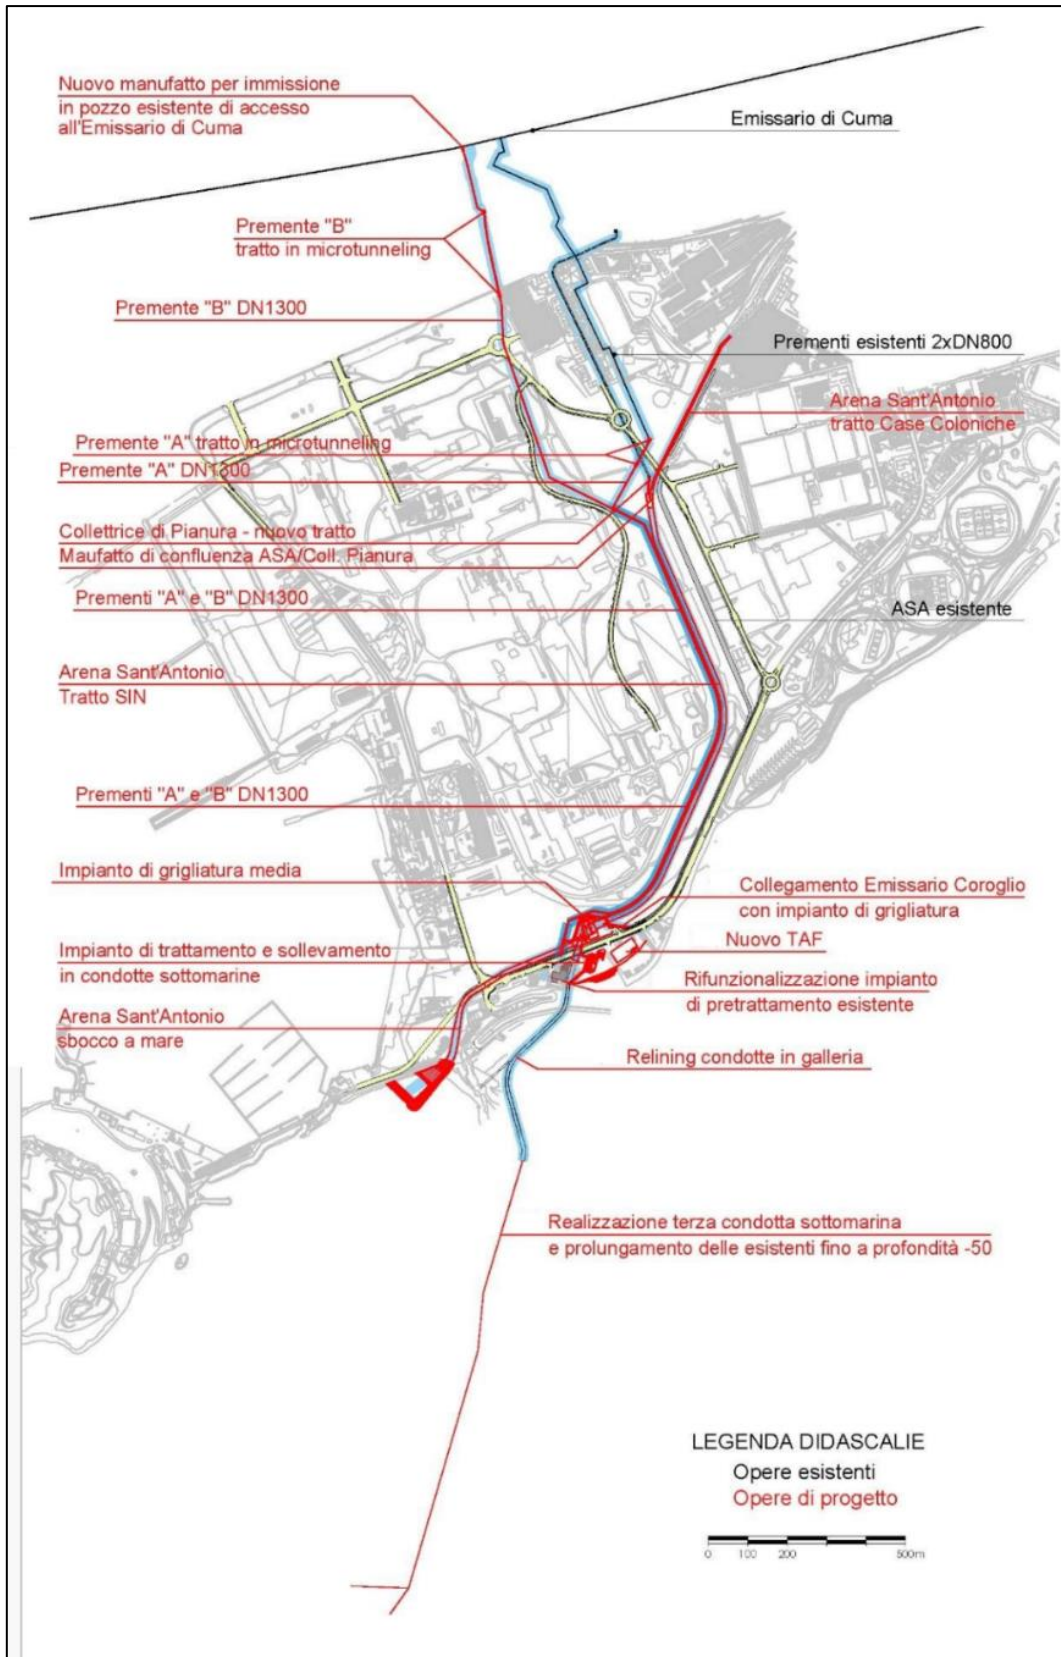 Nuovo manufatto per immissione
in pozzo esistente di accesso
all'Emissario di Cuma
Emissario di Cuma
Premente "B"
tratto in microtunneling
Premente "B" DN1300
Prementi esistenti 2xDN800
Arena Sant'Antonio
tratto Case Coloniche
Premente "A" tratto in microtunneling
Premente "A" DN1300
Collettrice di Pianura - nuovo tratto
Maufatto di confluenza ASA/Coll. Pianura
Prementi "A" e "B" DN1300
ASA esistente
Arena Sant'Antonio
Tratto SIN
Prementi "A" e "B" DN1300
Impianto di grigliatura media
Collegamento Emissario Coroglio
con impianto di grigliatura
Nuovo TAF
Impianto di trattamento e sollevamento
in condotte sottomarine
Rifunzionalizzazione impianto
di pretrattamento esistente
Arena Sant'Antonio
sbocco a mare
Relining condotte in galleria
Realizzazione terza condotta sottomarina
e prolungamento delle esistenti fino a profondità -50
LEGENDA DIDASCALIE
Opere esistenti
Opere di progetto
0 100 200 500m